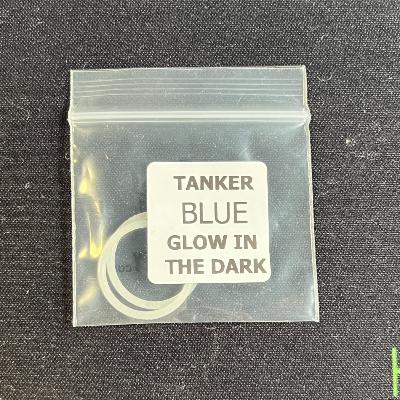 TANKER
BLUE
GLOW IN
THE DARK